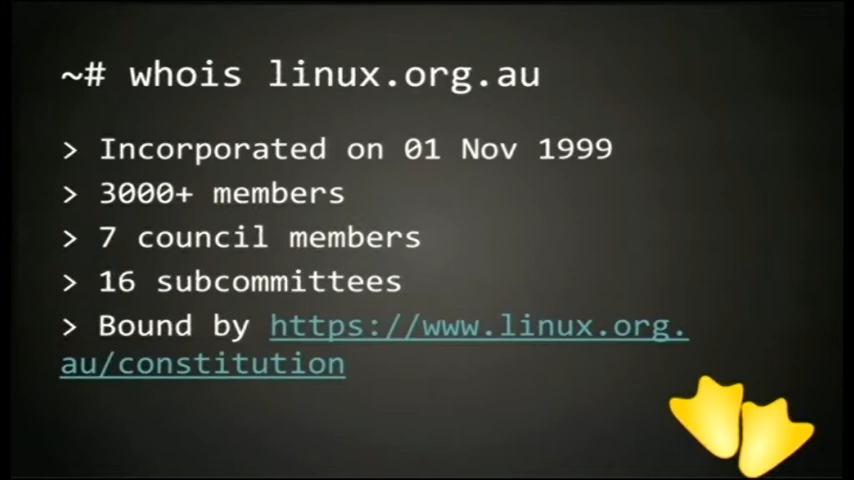 ~# whois linux.org.au
> Incorporated on 01 Nov 1999
> 3000+ members
> 7 council members
> 16 subcommittees
> Bound by https://www.linux.org.
au/constitution